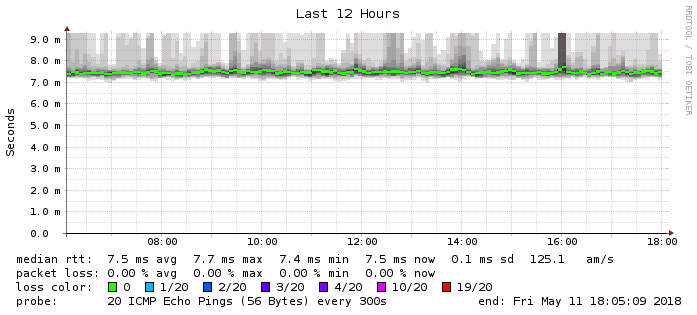 Last 12 Hours
RRDTOOL / TOBI OETIKER
Seconds
9.0 m
8.0 m
7.0 m
6.0 m
5.0 m
4.0 m
3.0 m
2.0 m
1.0 m
0.0
08:00 10:00 12:00 14:00 16:00 18:00
median rtt: 7.5 ms avg 7.7 ms max 7.4 ms min 7.5 ms now 0.1 ms sd 125.1 am/s
packet loss: 0.00 % avg 0.00 % max 0.00 % min 0.00 % now
loss color: 0 1/20 2/20 3/20 4/20 10/20 19/20
probe: 20 ICMP Echo Pings (56 Bytes) every 300s end: Fri May 11 18:05:09 2018